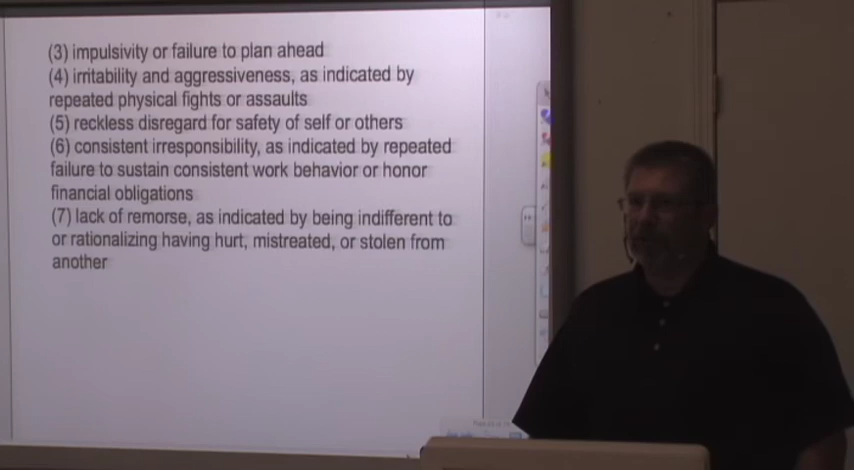 (3) impulsivity or failure to plan ahead
(4) irritability and aggressiveness, as indicated by
repeated physical fights or assaults
(5) reckless disregard for safety of self or others
(6) consistent irresponsibility, as indicated by repeated
failure to sustain consistent work behavior or honor
financial obligations
(7) lack of remorse, as indicated by being indifferent to
or rationalizing having hurt, mistreated, or stolen from
another